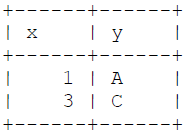 +-------+-------+
| x     | y     |
+-------+-------+
|     1 | A     |
|     3 | C     |
+-------+-------+